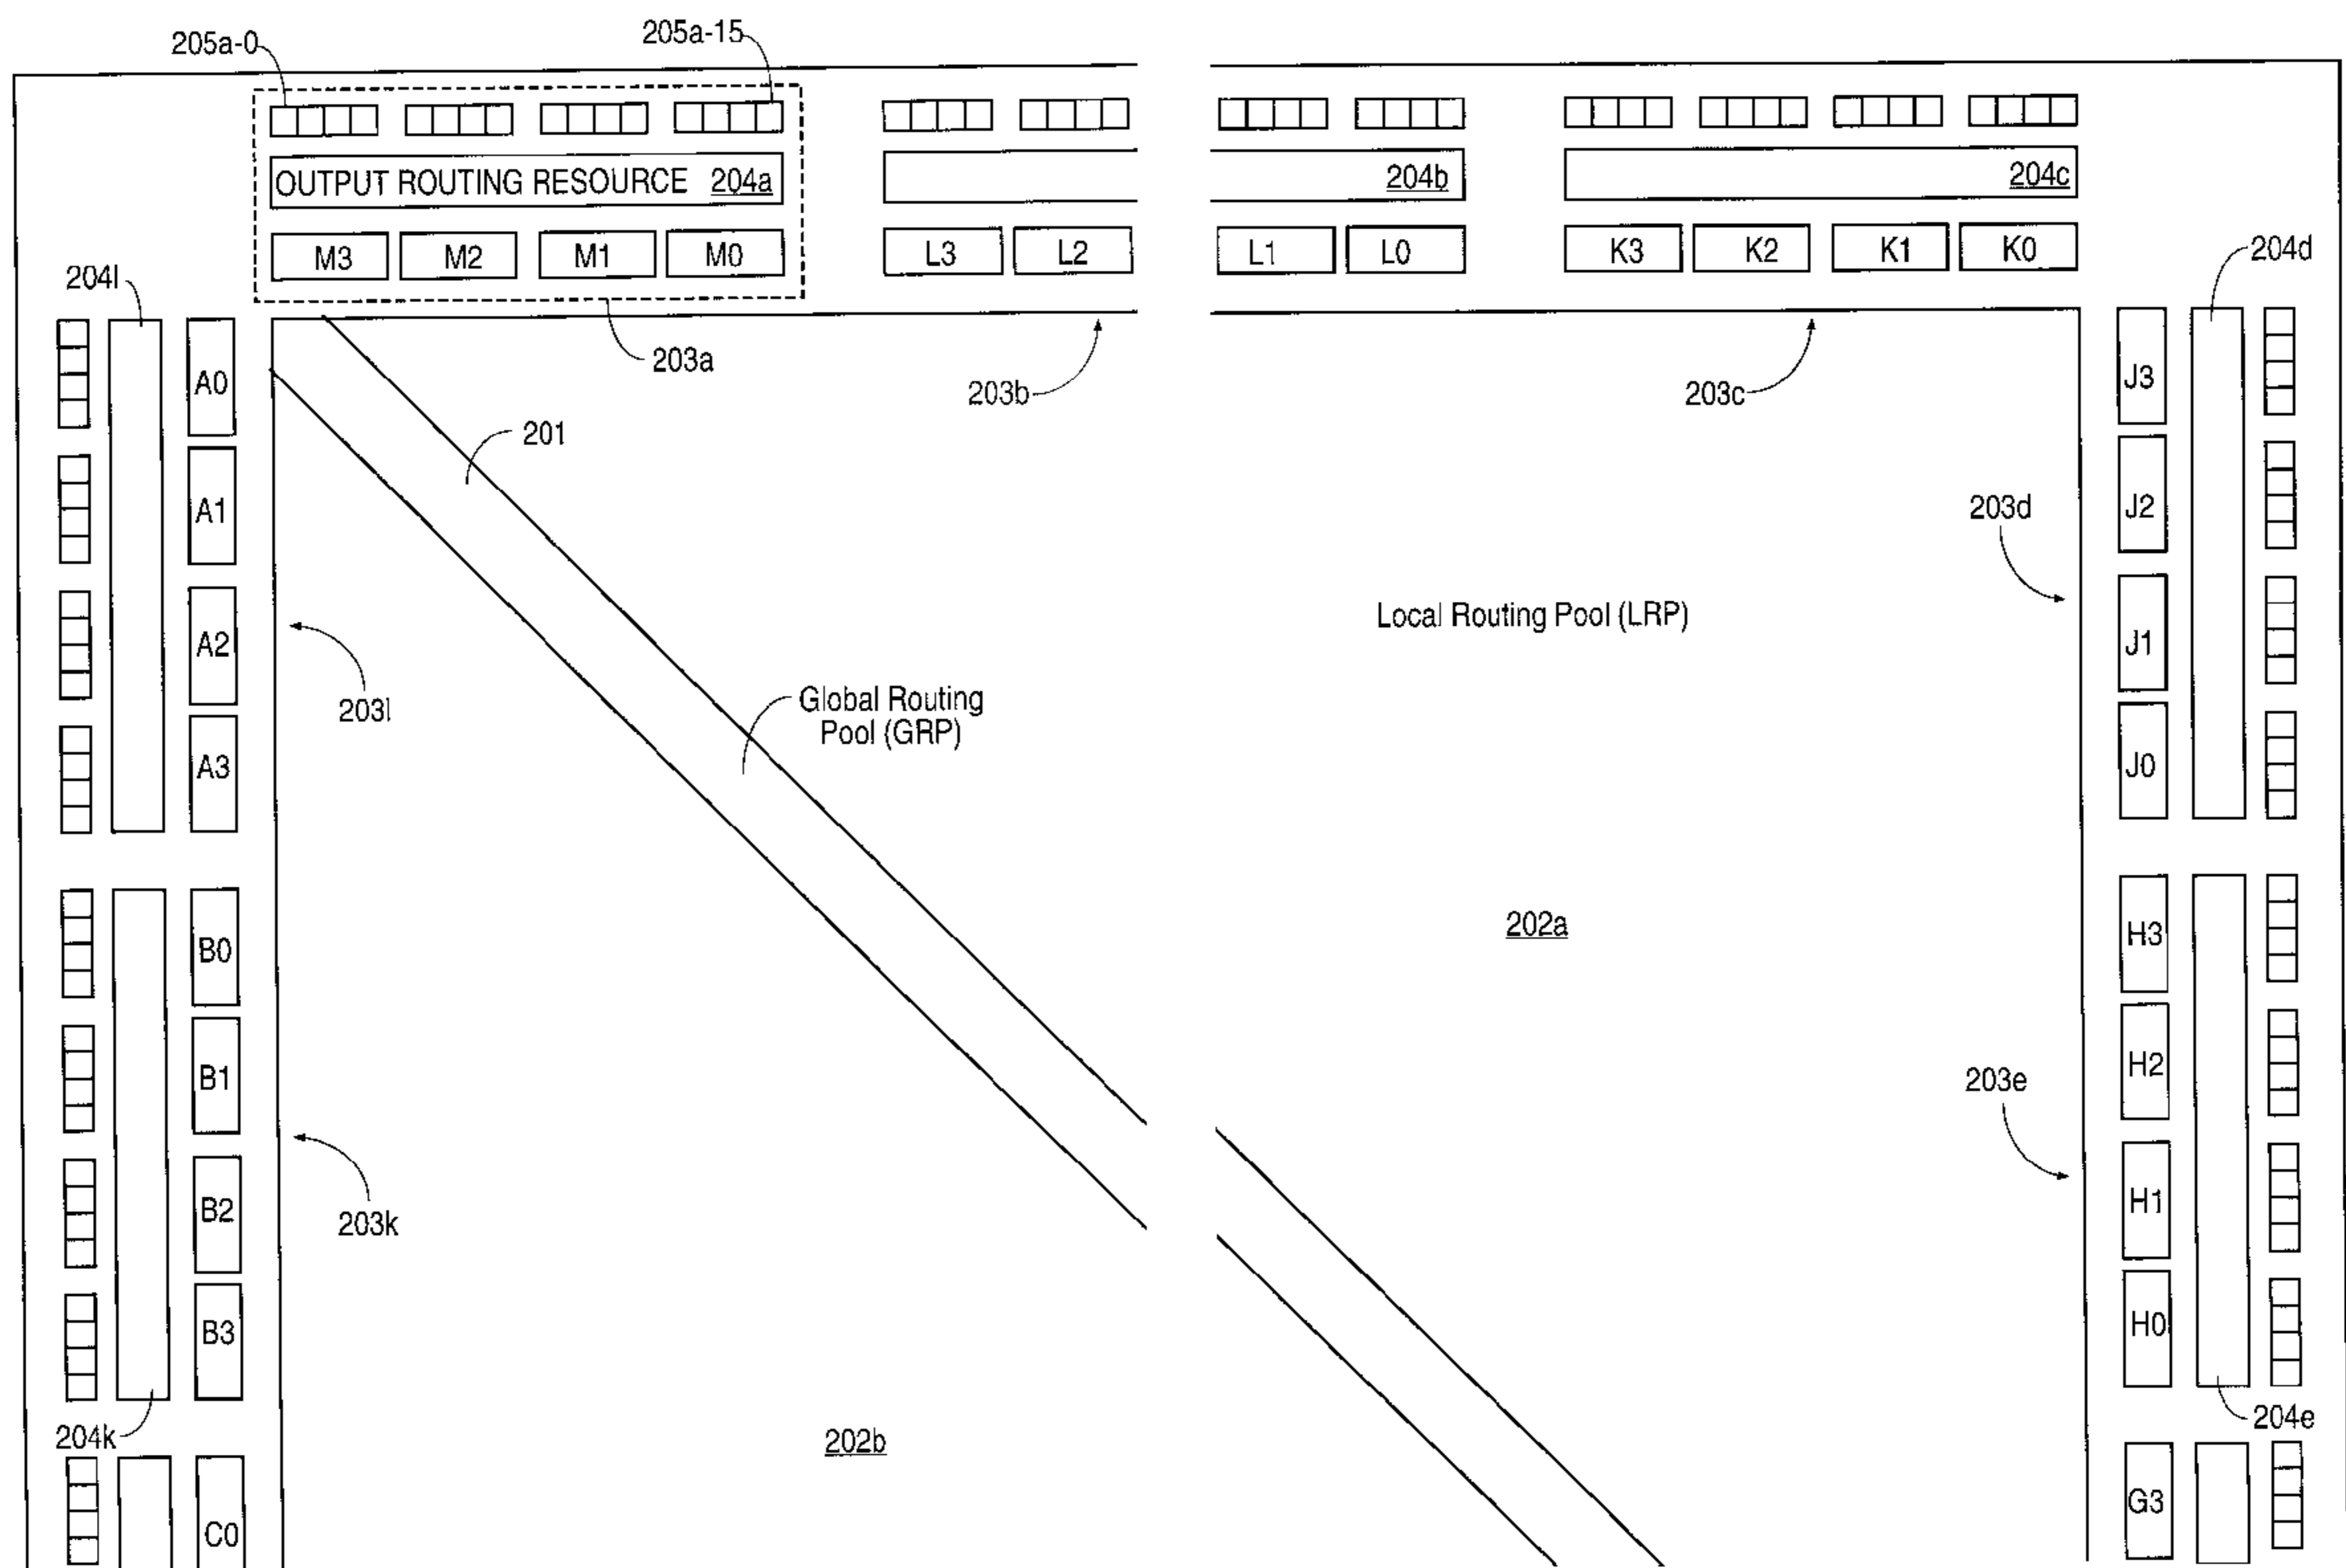 205a-0
205a-15
OUTPUT ROUTING RESOURCE 204a
204b
204c
M3 M2 M1 M0
L3 L2 L1 L0
K3 K2 K1 K0
204l
204d
203a
203b
203c
A0
A1
A2
A3
J3
J2
J1
J0
201
203d
Local Routing Pool (LRP)
203l
Global Routing
Pool (GRP)
202a
B0
B1
B2
B3
H3
H2
H1
H0
203e
203k
204k
204e
202b
C0
G3